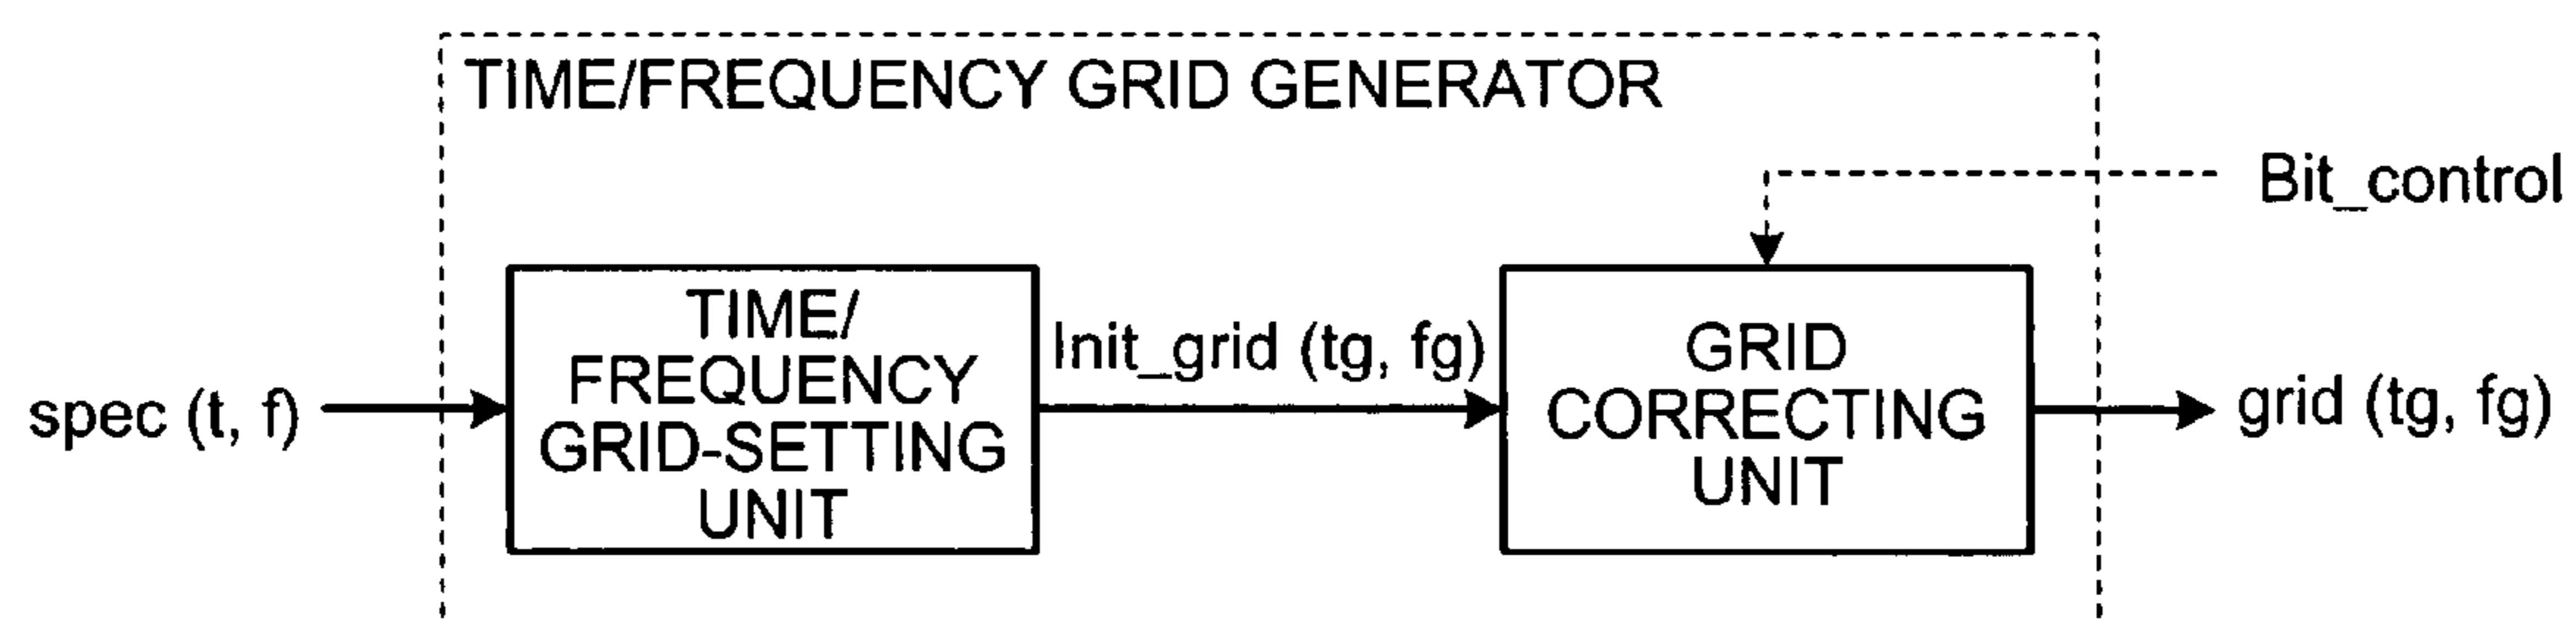 TIME/FREQUENCY GRID GENERATOR
Bit_control
spec (t, f)
TIME/
FREQUENCY
GRID-SETTING
UNIT
Init_grid (tg, fg)
GRID
CORRECTING
UNIT
grid (tg, fg)